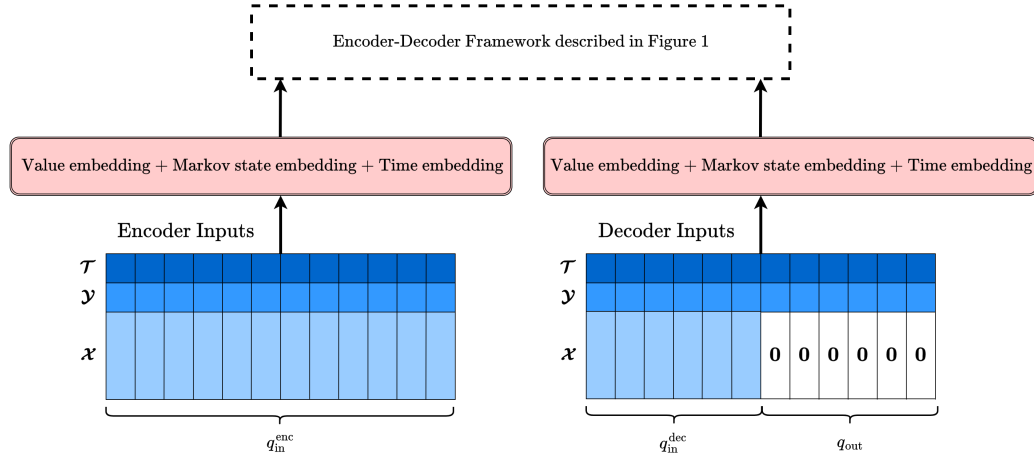 Encoder-Decoder Framework described in Figure 1
Value embedding + Markov state embedding + Time embedding
Value embedding + Markov state embedding + Time embedding
Encoder Inputs
Decoder Inputs
𝓣
𝓨
𝓧
𝓣
𝓨
𝓧
0 0 0 0 0 0
q_in^enc
q_in^dec
q_out